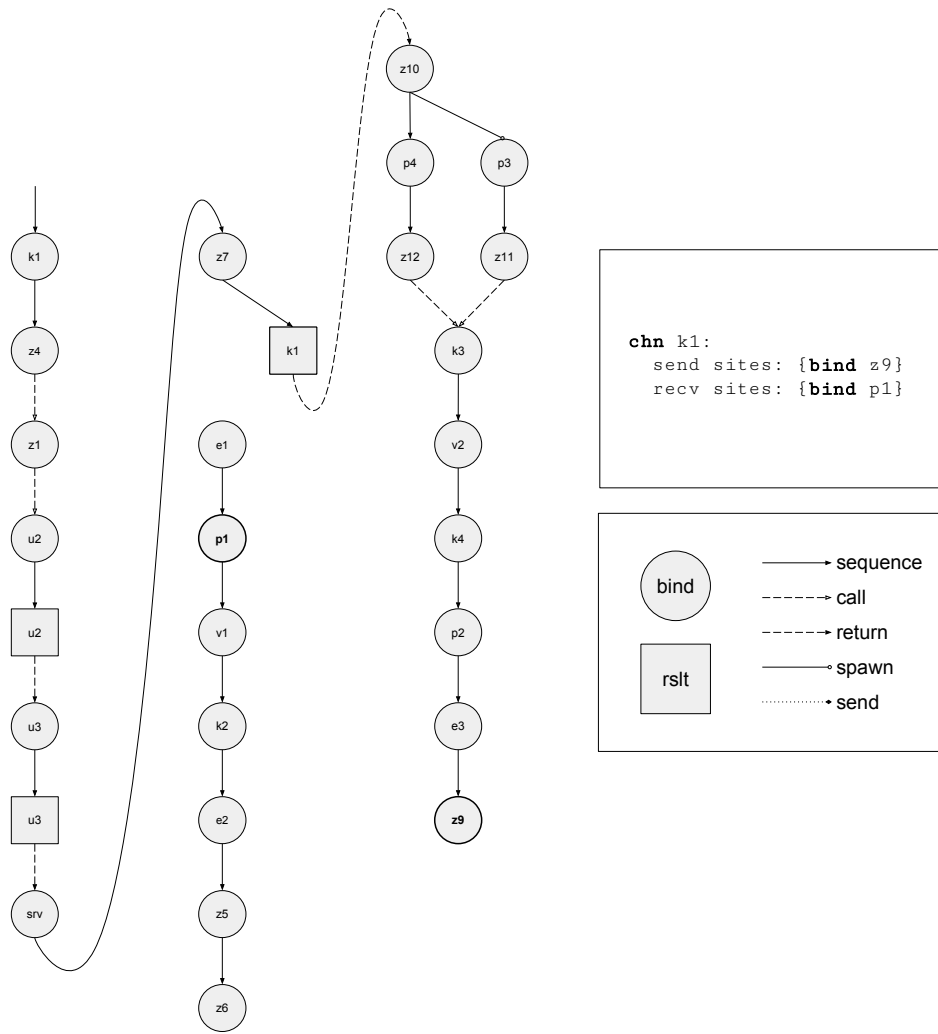 z10
p4
p3
k1
z7
z12
z11
z4
k1
k3
chn k1:
send sites: {bind z9}
recv sites: {bind p1}
z1
e1
v2
u2
p1
k4
bind
sequence
call
return
spawn
send
rslt
u2
v1
p2
u3
k2
e3
u3
e2
z9
srv
z5
z6